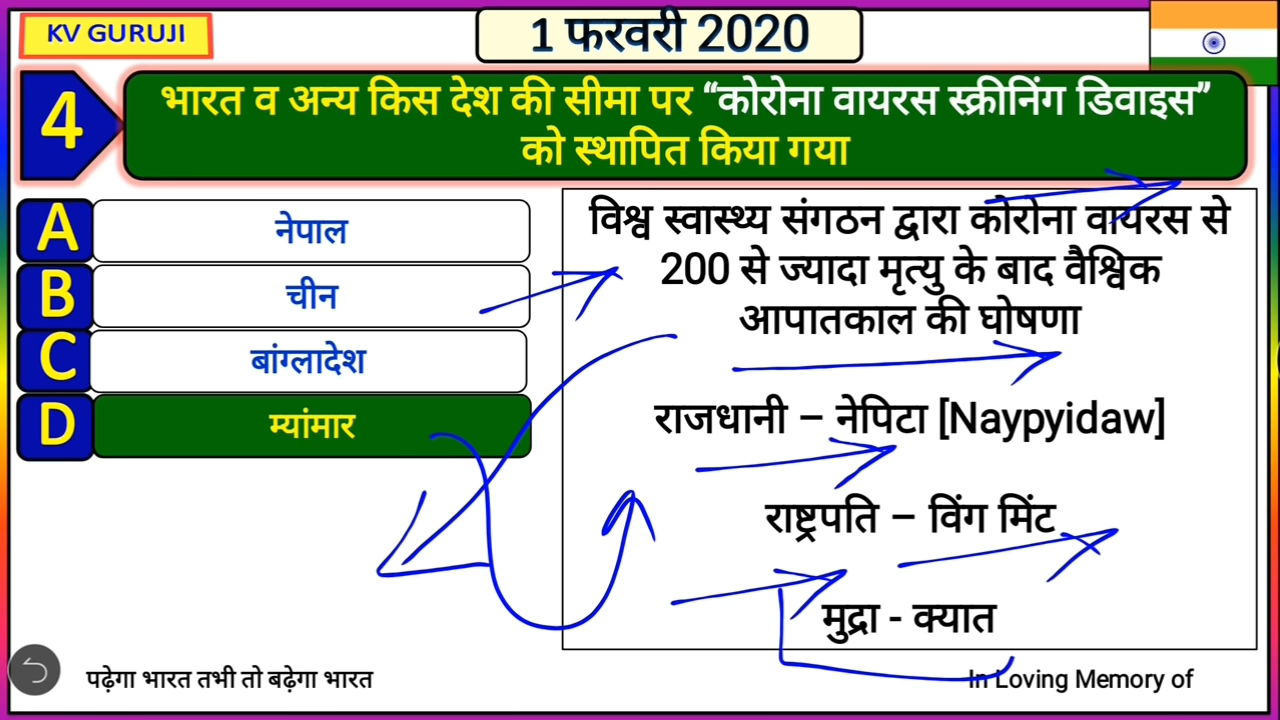 KV GURUJI
1 फरवरी 2020
4
भारत व अन्य किस देश की सीमा पर “कोरोना वायरस स्क्रीनिंग डिवाइस”
को स्थापित किया गया
A नेपाल
B चीन
C बांग्लादेश
D म्यांमार
विश्व स्वास्थ्य संगठन द्वारा कोरोना वायरस से
200 से ज्यादा मृत्यु के बाद वैश्विक
आपातकाल की घोषणा
राजधानी – नेपिटा [Naypyidaw]
राष्ट्रपति – विंग मिंट
मुद्रा - क्यात
पढ़ेगा भारत तभी तो बढ़ेगा भारत
In Loving Memory of